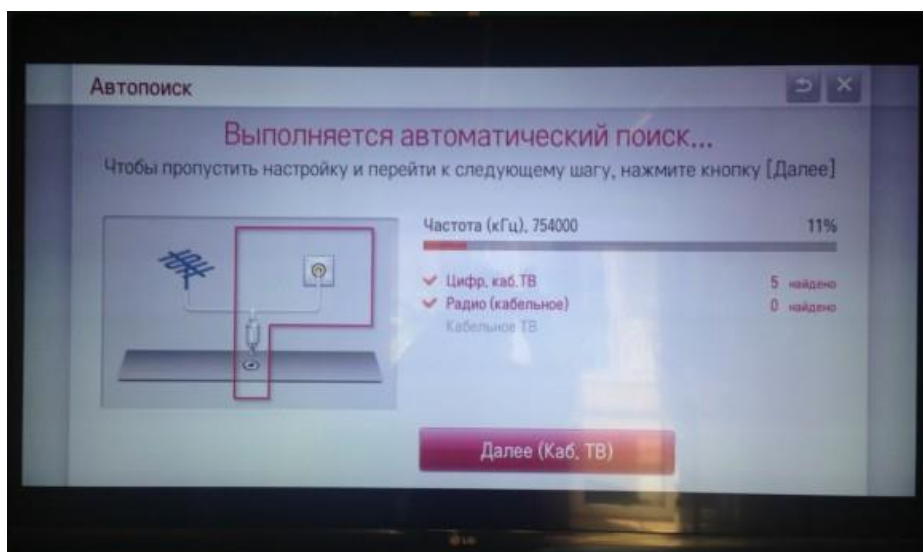 Автопоиск
Выполняется автоматический поиск...
Чтобы пропустить настройку и перейти к следующему шагу, нажмите кнопку [Далее]
Частота (кГц), 754000 11%
Цифр, каб.ТВ 5 найдено
Радио (кабельное) 0 найдено
Кабельное ТВ
Далее (Каб, ТВ)
LG